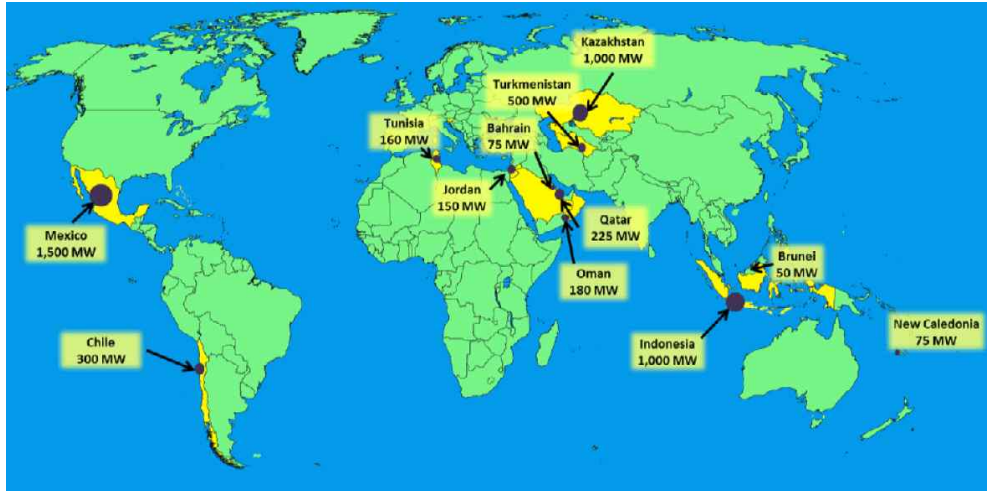 Kazakhstan
1,000 MW
Turkmenistan
500 MW
Tunisia
160 MW
Bahrain
75 MW
Jordan
150 MW
Qatar
225 MW
Mexico
1,500 MW
Oman
180 MW
Brunei
50 MW
Chile
300 MW
Indonesia
1,000 MW
New Caledonia
75 MW